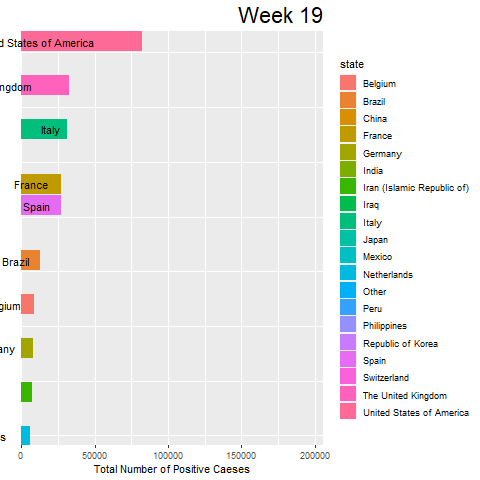 Week 19
d States of America
ngdom
Italy
France
Spain
Brazil
gium
any
s
0
50000
100000
150000
200000
Total Number of Positive Caeses
state
Belgium
Brazil
China
France
Germany
India
Iran (Islamic Republic of)
Iraq
Italy
Japan
Mexico
Netherlands
Other
Peru
Philippines
Republic of Korea
Spain
Switzerland
The United Kingdom
United States of America